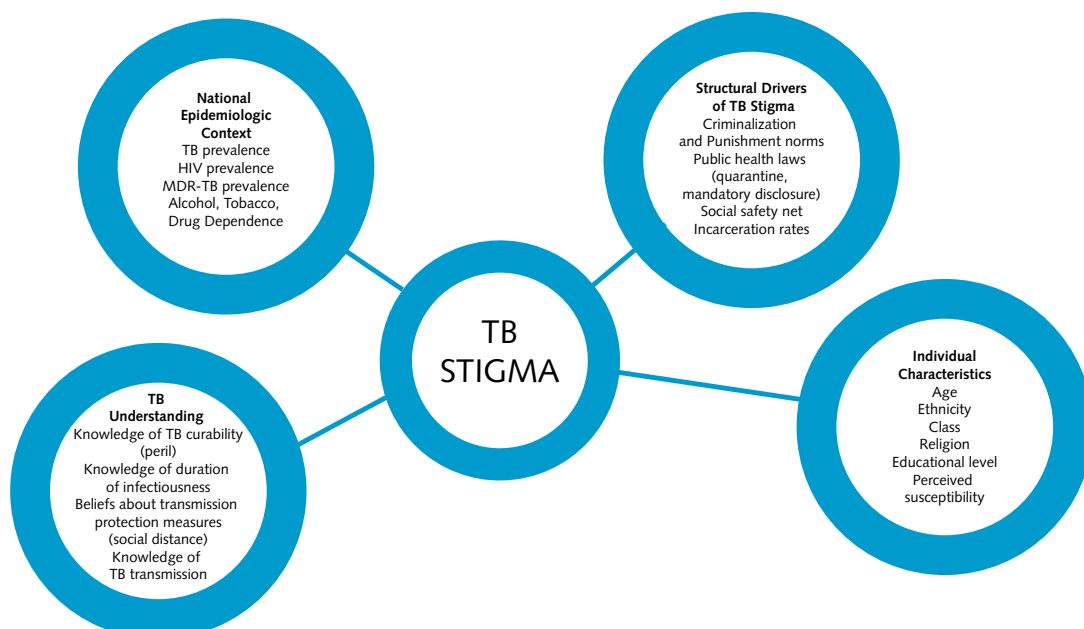 National
Epidemiologic
Context
TB prevalence
HIV prevalence
MDR-TB prevalence
Alcohol, Tobacco,
Drug Dependence
Structural Drivers
of TB Stigma
Criminalization
and Punishment norms
Public health laws
(quarantine,
mandatory disclosure)
Social safety net
Incarceration rates
TB
STIGMA
TB
Understanding
Knowledge of TB curability
(peril)
Knowledge of duration
of infectiousness
Beliefs about transmission
protection measures
(social distance)
Knowledge of
TB transmission
Individual
Characteristics
Age
Ethnicity
Class
Religion
Educational level
Perceived
susceptibility